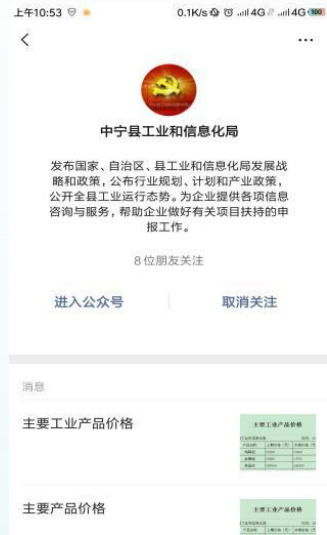 上午10:53
0.1K/s
4G
4G
100
中宁县工业和信息化局
发布国家、自治区、县工业和信息化局发展战
略和政策，公布行业规划、计划和产业政策，
公开全县工业运行态势。为企业提供各项信息
咨询与服务，帮助企业做好有关项目扶持的申
报工作。
8位朋友关注
进入公众号
取消关注
消息
主要工业产品价格
主要工业产品价格
主要产品价格
主要工业产品价格